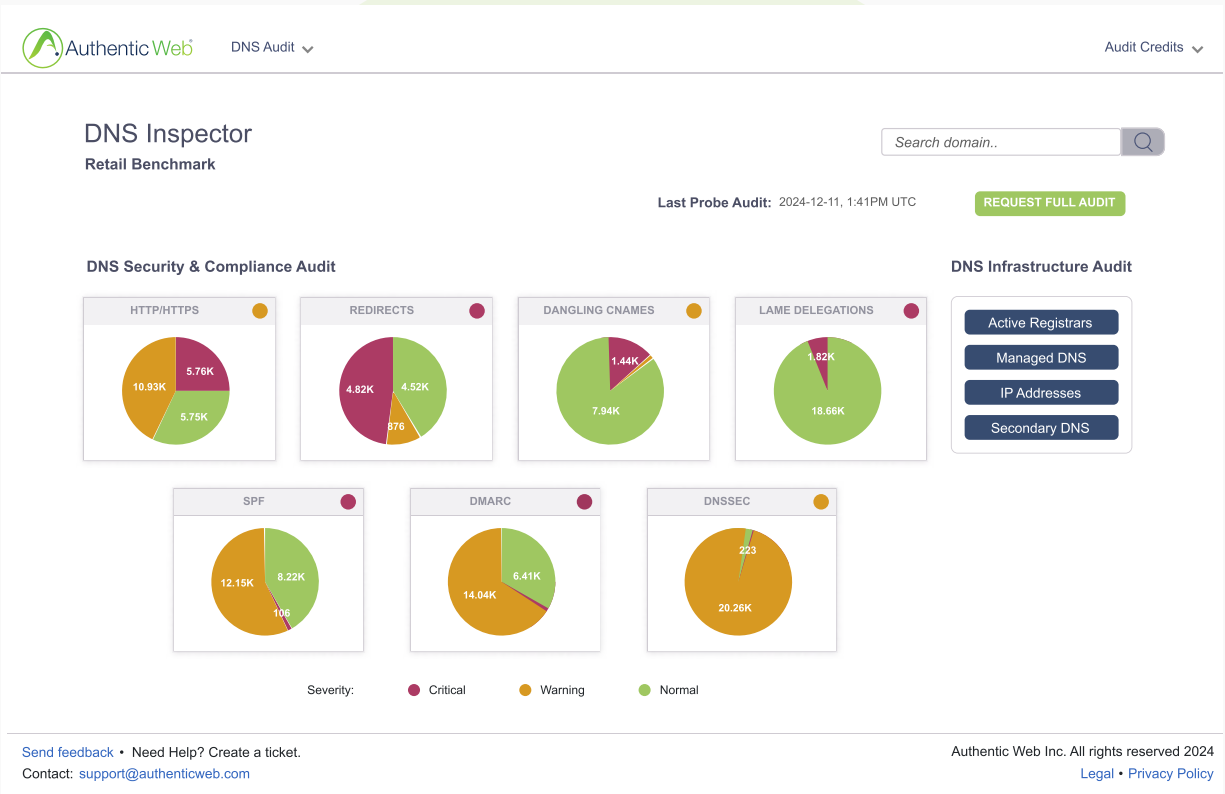 Authentic Web®
DNS Audit
Audit Credits
DNS Inspector
Retail Benchmark
Search domain..
Last Probe Audit: 2024-12-11, 1:41PM UTC
REQUEST FULL AUDIT
DNS Security & Compliance Audit
DNS Infrastructure Audit
HTTP/HTTPS
10.93K
5.76K
5.75K
REDIRECTS
4.82K
4.52K
876
DANGLING CNAMES
1.44K
7.94K
LAME DELEGATIONS
1.82K
18.66K
Active Registrars
Managed DNS
IP Addresses
Secondary DNS
SPF
12.15K
8.22K
106
DMARC
14.04K
6.41K
DNSSEC
223
20.26K
Severity: Critical Warning Normal
Send feedback • Need Help? Create a ticket.
Contact: support@authenticweb.com
Authentic Web Inc. All rights reserved 2024
Legal • Privacy Policy